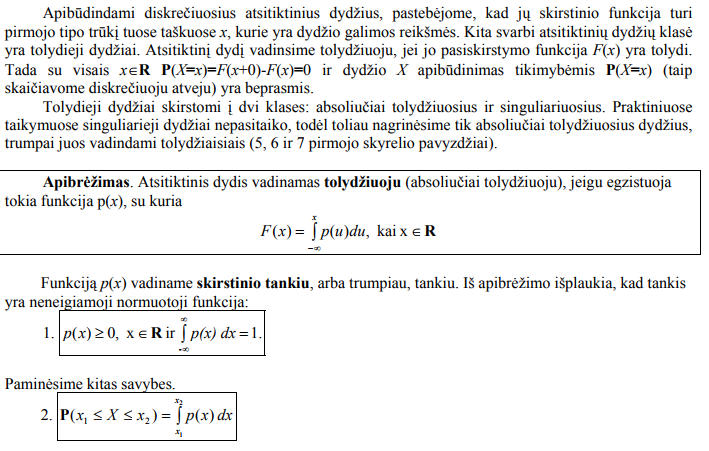 Apibūdindami diskrečiuosius atsitiktinius dydžius, pastebėjome, kad jų skirstinio funkcija turi
pirmojo tipo trūkį tuose taškuose x, kurie yra dydžio galimos reikšmės. Kita svarbi atsitiktinių dydžių klasė
yra tolydieji dydžiai. Atsitiktinį dydį vadinsime tolydžiuoju, jei jo pasiskirstymo funkcija F(x) yra tolydi.
Tada su visais x∈R P(X=x)=F(x+0)-F(x)=0 ir dydžio X apibūdinimas tikimybėmis P(X=x) (taip
skaičiavome diskrečiuoju atveju) yra beprasmis.
Tolydieji dydžiai skirstomi į dvi klases: absoliučiai tolydžiuosius ir singuliariuosius. Praktiniuose
taikymuose singuliarieji dydžiai nepasitaiko, todėl toliau nagrinėsime tik absoliučiai tolydžiuosius dydžius,
trumpai juos vadindami tolydžiaisiais (5, 6 ir 7 pirmojo skyrelio pavyzdžiai).
Apibrėžimas. Atsitiktinis dydis vadinamas tolydžiuoju (absoliučiai tolydžiuoju), jeigu egzistuoja
tokia funkcija p(x), su kuria
F(x) = ∫_{-∞}^{x} p(u)du, kai x ∈ R
Funkciją p(x) vadiname skirstinio tankiu, arba trumpiau, tankiu. Iš apibrėžimo išplaukia, kad tankis
yra neneigiamoji normuotoji funkcija:
1. p(x) ≥ 0, x ∈ R ir ∫_{-∞}^{∞} p(x) dx = 1.
Paminėsime kitas savybes.
2. P(x₁ ≤ X ≤ x₂) = ∫_{x₁}^{x₂} p(x) dx